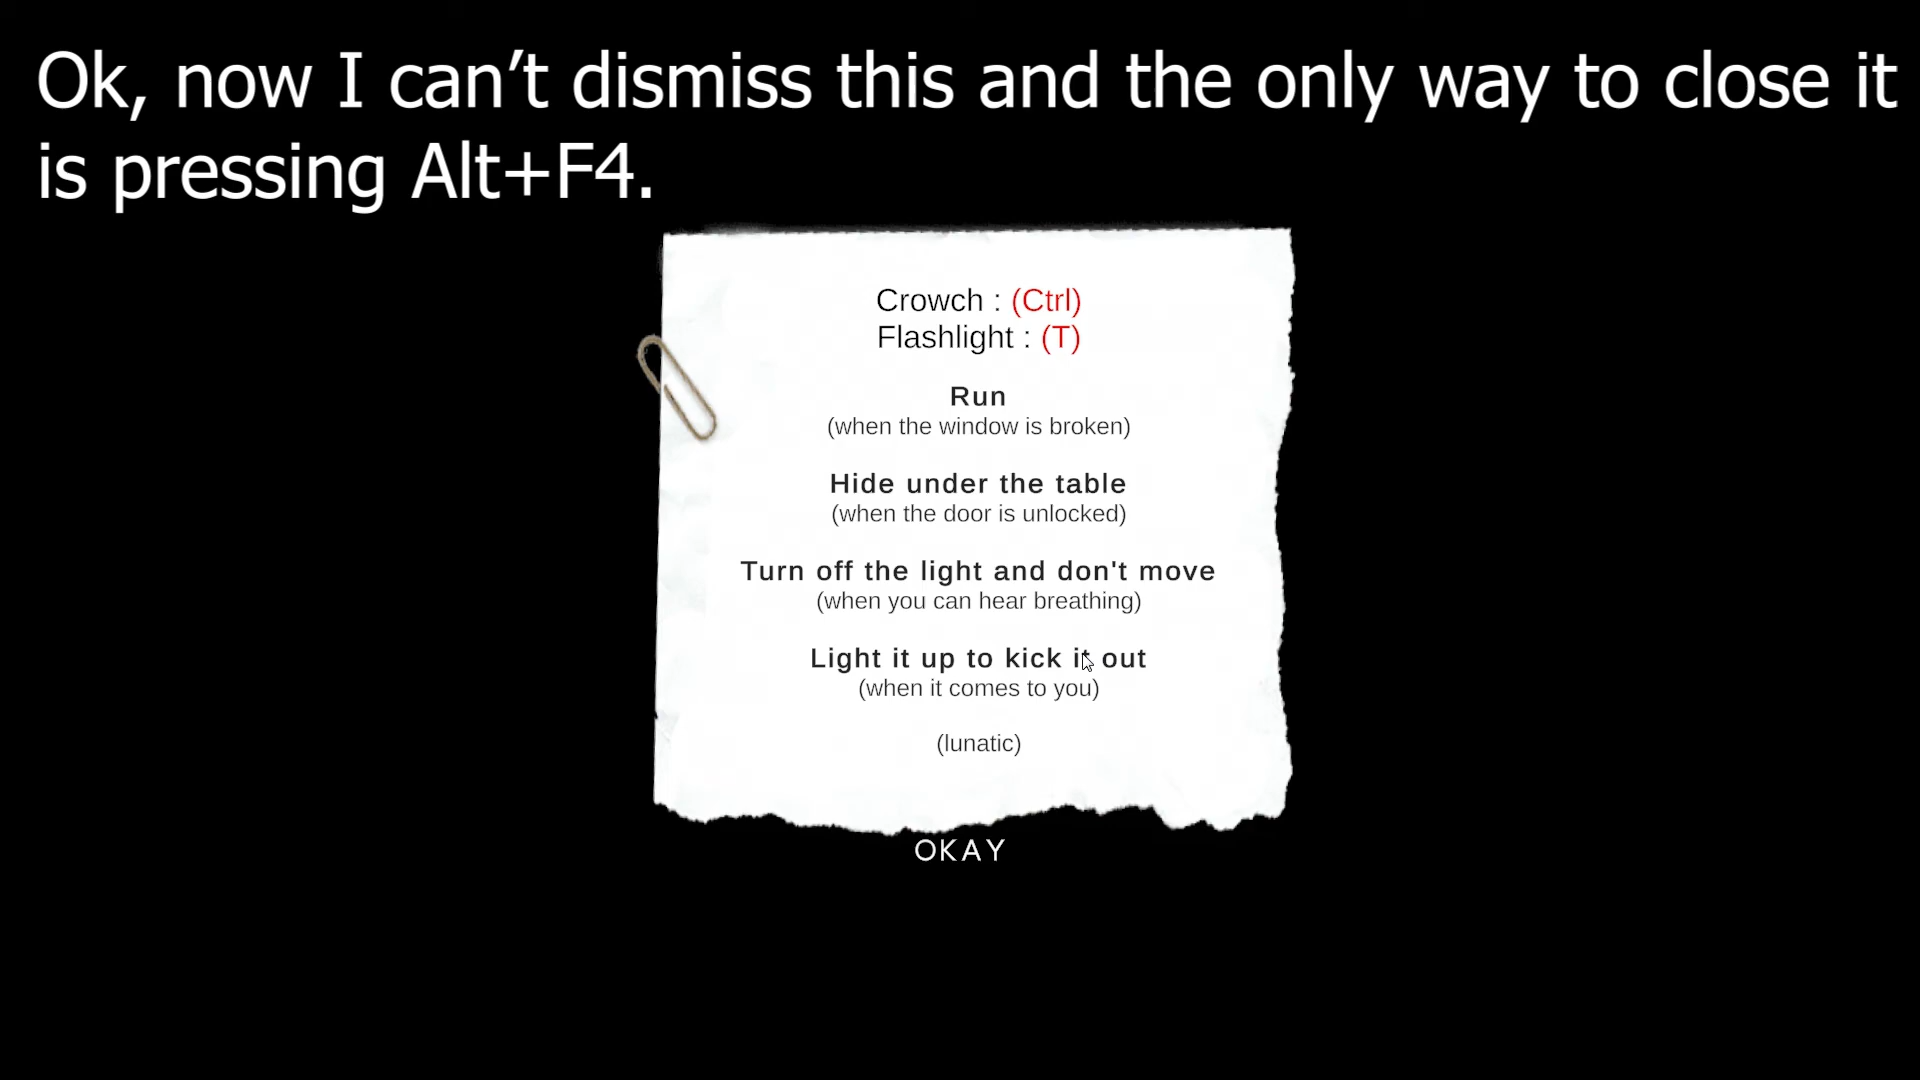 Ok, now I can’t dismiss this and the only way to close it
is pressing Alt+F4.
Crowch : (Ctrl)
Flashlight : (T)
Run
(when the window is broken)
Hide under the table
(when the door is unlocked)
Turn off the light and don't move
(when you can hear breathing)
Light it up to kick it out
(when it comes to you)
(lunatic)
OKAY